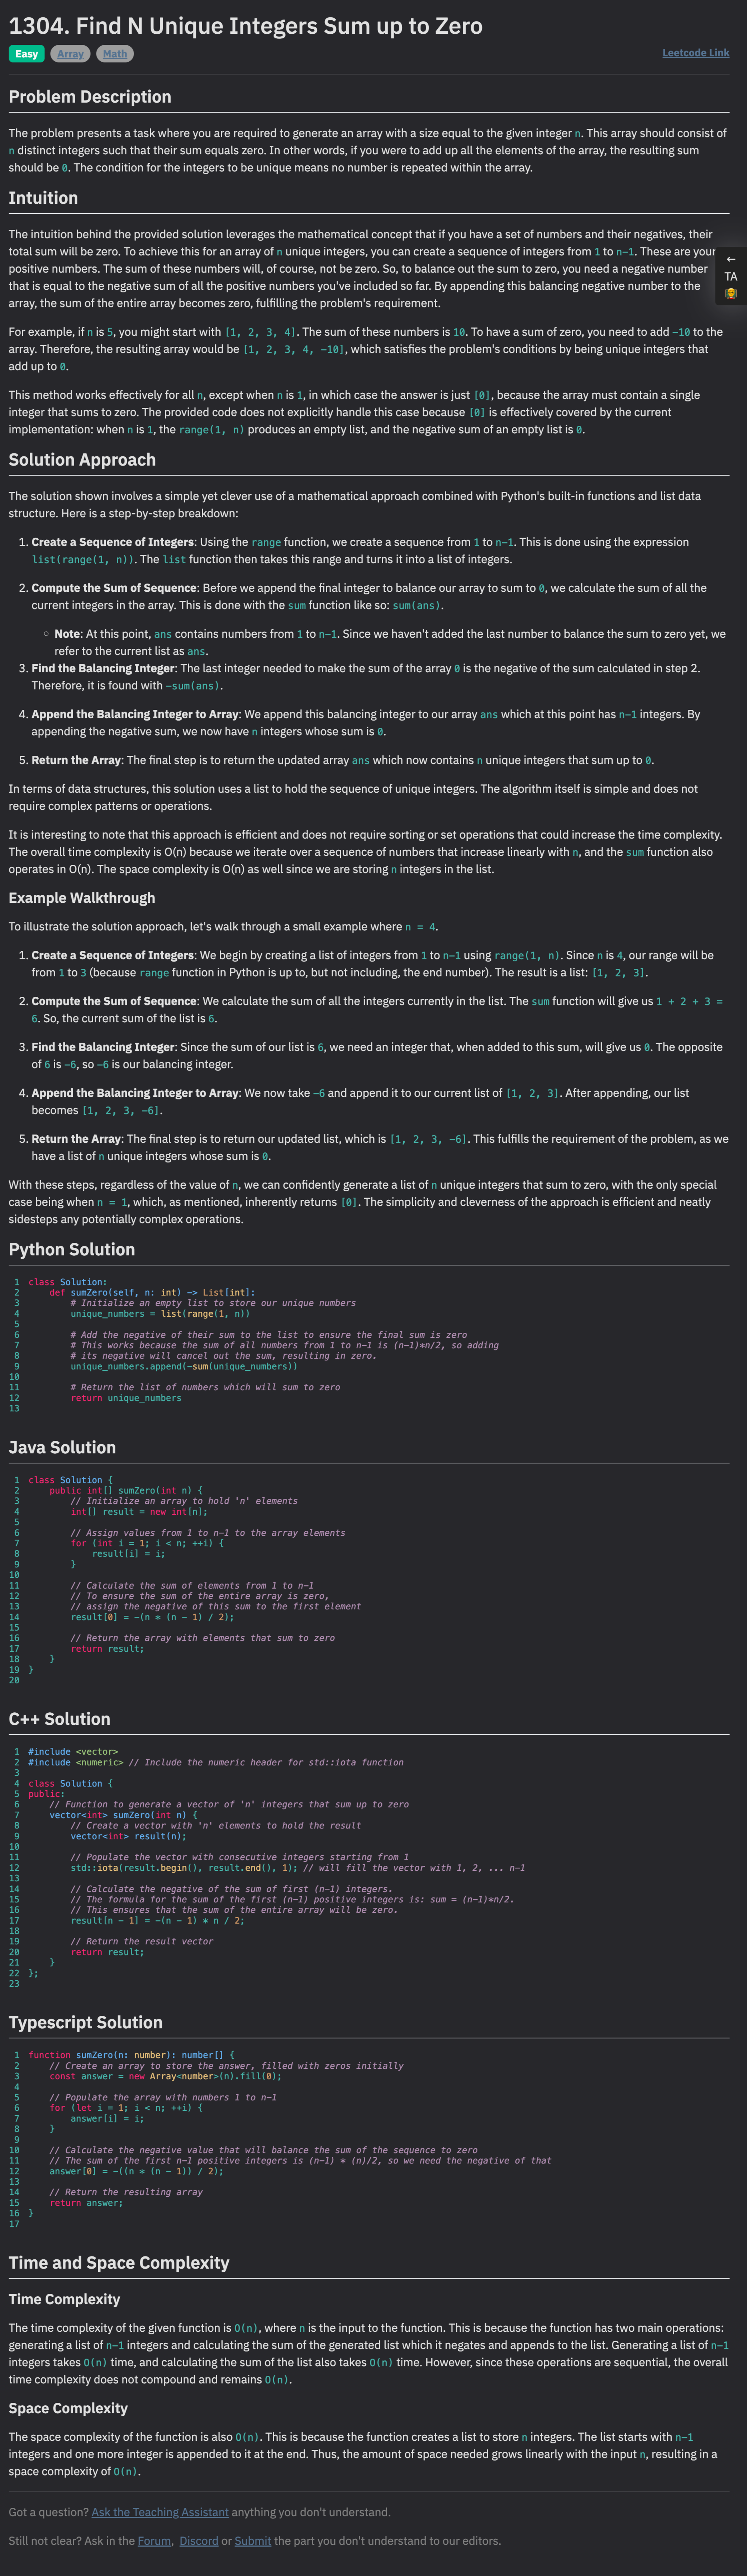 1304. Find N Unique Integers Sum up to Zero
Easy Array Math Leetcode Link
Problem Description
The problem presents a task where you are required to generate an array with a size equal to the given integer n. This array should consist of
n distinct integers such that their sum equals zero. In other words, if you were to add up all the elements of the array, the resulting sum
should be 0. The condition for the integers to be unique means no number is repeated within the array.
Intuition
The intuition behind the provided solution leverages the mathematical concept that if you have a set of numbers and their negatives, their
total sum will be zero. To achieve this for an array of n unique integers, you can create a sequence of integers from 1 to n-1. These are your
positive numbers. The sum of these numbers will, of course, not be zero. So, to balance out the sum to zero, you need a negative number
that is equal to the negative sum of all the positive numbers you've included so far. By appending this balancing negative number to the
array, the sum of the entire array becomes zero, fulfilling the problem's requirement.
←
TA
For example, if n is 5, you might start with [1, 2, 3, 4]. The sum of these numbers is 10. To have a sum of zero, you need to add -10 to the
array. Therefore, the resulting array would be [1, 2, 3, 4, -10], which satisfies the problem's conditions by being unique integers that
add up to 0.
This method works effectively for all n, except when n is 1, in which case the answer is just [0], because the array must contain a single
integer that sums to zero. The provided code does not explicitly handle this case because [0] is effectively covered by the current
implementation: when n is 1, the range(1, n) produces an empty list, and the negative sum of an empty list is 0.
Solution Approach
The solution shown involves a simple yet clever use of a mathematical approach combined with Python's built-in functions and list data
structure. Here is a step-by-step breakdown:
1. Create a Sequence of Integers: Using the range function, we create a sequence from 1 to n-1. This is done using the expression
list(range(1, n)). The list function then takes this range and turns it into a list of integers.
2. Compute the Sum of Sequence: Before we append the final integer to balance our array to sum to 0, we calculate the sum of all the
current integers in the array. This is done with the sum function like so: sum(ans).
○ Note: At this point, ans contains numbers from 1 to n-1. Since we haven't added the last number to balance the sum to zero yet, we
refer to the current list as ans.
3. Find the Balancing Integer: The last integer needed to make the sum of the array 0 is the negative of the sum calculated in step 2.
Therefore, it is found with -sum(ans).
4. Append the Balancing Integer to Array: We append this balancing integer to our array ans which at this point has n-1 integers. By
appending the negative sum, we now have n integers whose sum is 0.
5. Return the Array: The final step is to return the updated array ans which now contains n unique integers that sum up to 0.
In terms of data structures, this solution uses a list to hold the sequence of unique integers. The algorithm itself is simple and does not
require complex patterns or operations.
It is interesting to note that this approach is efficient and does not require sorting or set operations that could increase the time complexity.
The overall time complexity is O(n) because we iterate over a sequence of numbers that increase linearly with n, and the sum function also
operates in O(n). The space complexity is O(n) as well since we are storing n integers in the list.
Example Walkthrough
To illustrate the solution approach, let's walk through a small example where n = 4.
1. Create a Sequence of Integers: We begin by creating a list of integers from 1 to n-1 using range(1, n). Since n is 4, our range will be
from 1 to 3 (because range function in Python is up to, but not including, the end number). The result is a list: [1, 2, 3].
2. Compute the Sum of Sequence: We calculate the sum of all the integers currently in the list. The sum function will give us 1 + 2 + 3 =
6. So, the current sum of the list is 6.
3. Find the Balancing Integer: Since the sum of our list is 6, we need an integer that, when added to this sum, will give us 0. The opposite
of 6 is -6, so -6 is our balancing integer.
4. Append the Balancing Integer to Array: We now take -6 and append it to our current list of [1, 2, 3]. After appending, our list
becomes [1, 2, 3, -6].
5. Return the Array: The final step is to return our updated list, which is [1, 2, 3, -6]. This fulfills the requirement of the problem, as we
have a list of n unique integers whose sum is 0.
With these steps, regardless of the value of n, we can confidently generate a list of n unique integers that sum to zero, with the only special
case being when n = 1, which, as mentioned, inherently returns [0]. The simplicity and cleverness of the approach is efficient and neatly
sidesteps any potentially complex operations.
Python Solution
1 class Solution:
2     def sumZero(self, n: int) -> List[int]:
3         # Initialize an empty list to store our unique numbers
4         unique_numbers = list(range(1, n))
5
6         # Add the negative of their sum to the list to ensure the final sum is zero
7         # This works because the sum of all numbers from 1 to n-1 is (n-1)*n/2, so adding
8         # its negative will cancel out the sum, resulting in zero.
9         unique_numbers.append(-sum(unique_numbers))
10
11         # Return the list of numbers which will sum to zero
12         return unique_numbers
13
Java Solution
1 class Solution {
2     public int[] sumZero(int n) {
3         // Initialize an array to hold 'n' elements
4         int[] result = new int[n];
5
6         // Assign values from 1 to n-1 to the array elements
7         for (int i = 1; i < n; ++i) {
8             result[i] = i;
9         }
10
11         // Calculate the sum of elements from 1 to n-1
12         // To ensure the sum of the entire array is zero,
13         // assign the negative of this sum to the first element
14         result[0] = -(n * (n - 1) / 2);
15
16         // Return the array with elements that sum to zero
17         return result;
18     }
19 }
20
C++ Solution
1 #include <vector>
2 #include <numeric> // Include the numeric header for std::iota function
3
4 class Solution {
5 public:
6     // Function to generate a vector of 'n' integers that sum up to zero
7     vector<int> sumZero(int n) {
8         // Create a vector with 'n' elements to hold the result
9         vector<int> result(n);
10
11         // Populate the vector with consecutive integers starting from 1
12         std::iota(result.begin(), result.end(), 1); // will fill the vector with 1, 2, ... n-1
13
14         // Calculate the negative of the sum of first (n-1) integers.
15         // The formula for the sum of the first (n-1) positive integers is: sum = (n-1)*n/2.
16         // This ensures that the sum of the entire array will be zero.
17         result[n - 1] = -(n - 1) * n / 2;
18
19         // Return the result vector
20         return result;
21     }
22 };
23
Typescript Solution
1 function sumZero(n: number): number[] {
2     // Create an array to store the answer, filled with zeros initially
3     const answer = new Array<number>(n).fill(0);
4
5     // Populate the array with numbers 1 to n-1
6     for (let i = 1; i < n; ++i) {
7         answer[i] = i;
8     }
9
10     // Calculate the negative value that will balance the sum of the sequence to zero
11     // The sum of the first n-1 positive integers is (n-1) * (n)/2, so we need the negative of that
12     answer[0] = -((n * (n - 1)) / 2);
13
14     // Return the resulting array
15     return answer;
16 }
17
Time and Space Complexity
Time Complexity
The time complexity of the given function is O(n), where n is the input to the function. This is because the function has two main operations:
generating a list of n-1 integers and calculating the sum of the generated list which it negates and appends to the list. Generating a list of n-1
integers takes O(n) time, and calculating the sum of the list also takes O(n) time. However, since these operations are sequential, the overall
time complexity does not compound and remains O(n).
Space Complexity
The space complexity of the function is also O(n). This is because the function creates a list to store n integers. The list starts with n-1
integers and one more integer is appended to it at the end. Thus, the amount of space needed grows linearly with the input n, resulting in a
space complexity of O(n).
Got a question? Ask the Teaching Assistant anything you don't understand.
Still not clear? Ask in the Forum, Discord or Submit the part you don't understand to our editors.